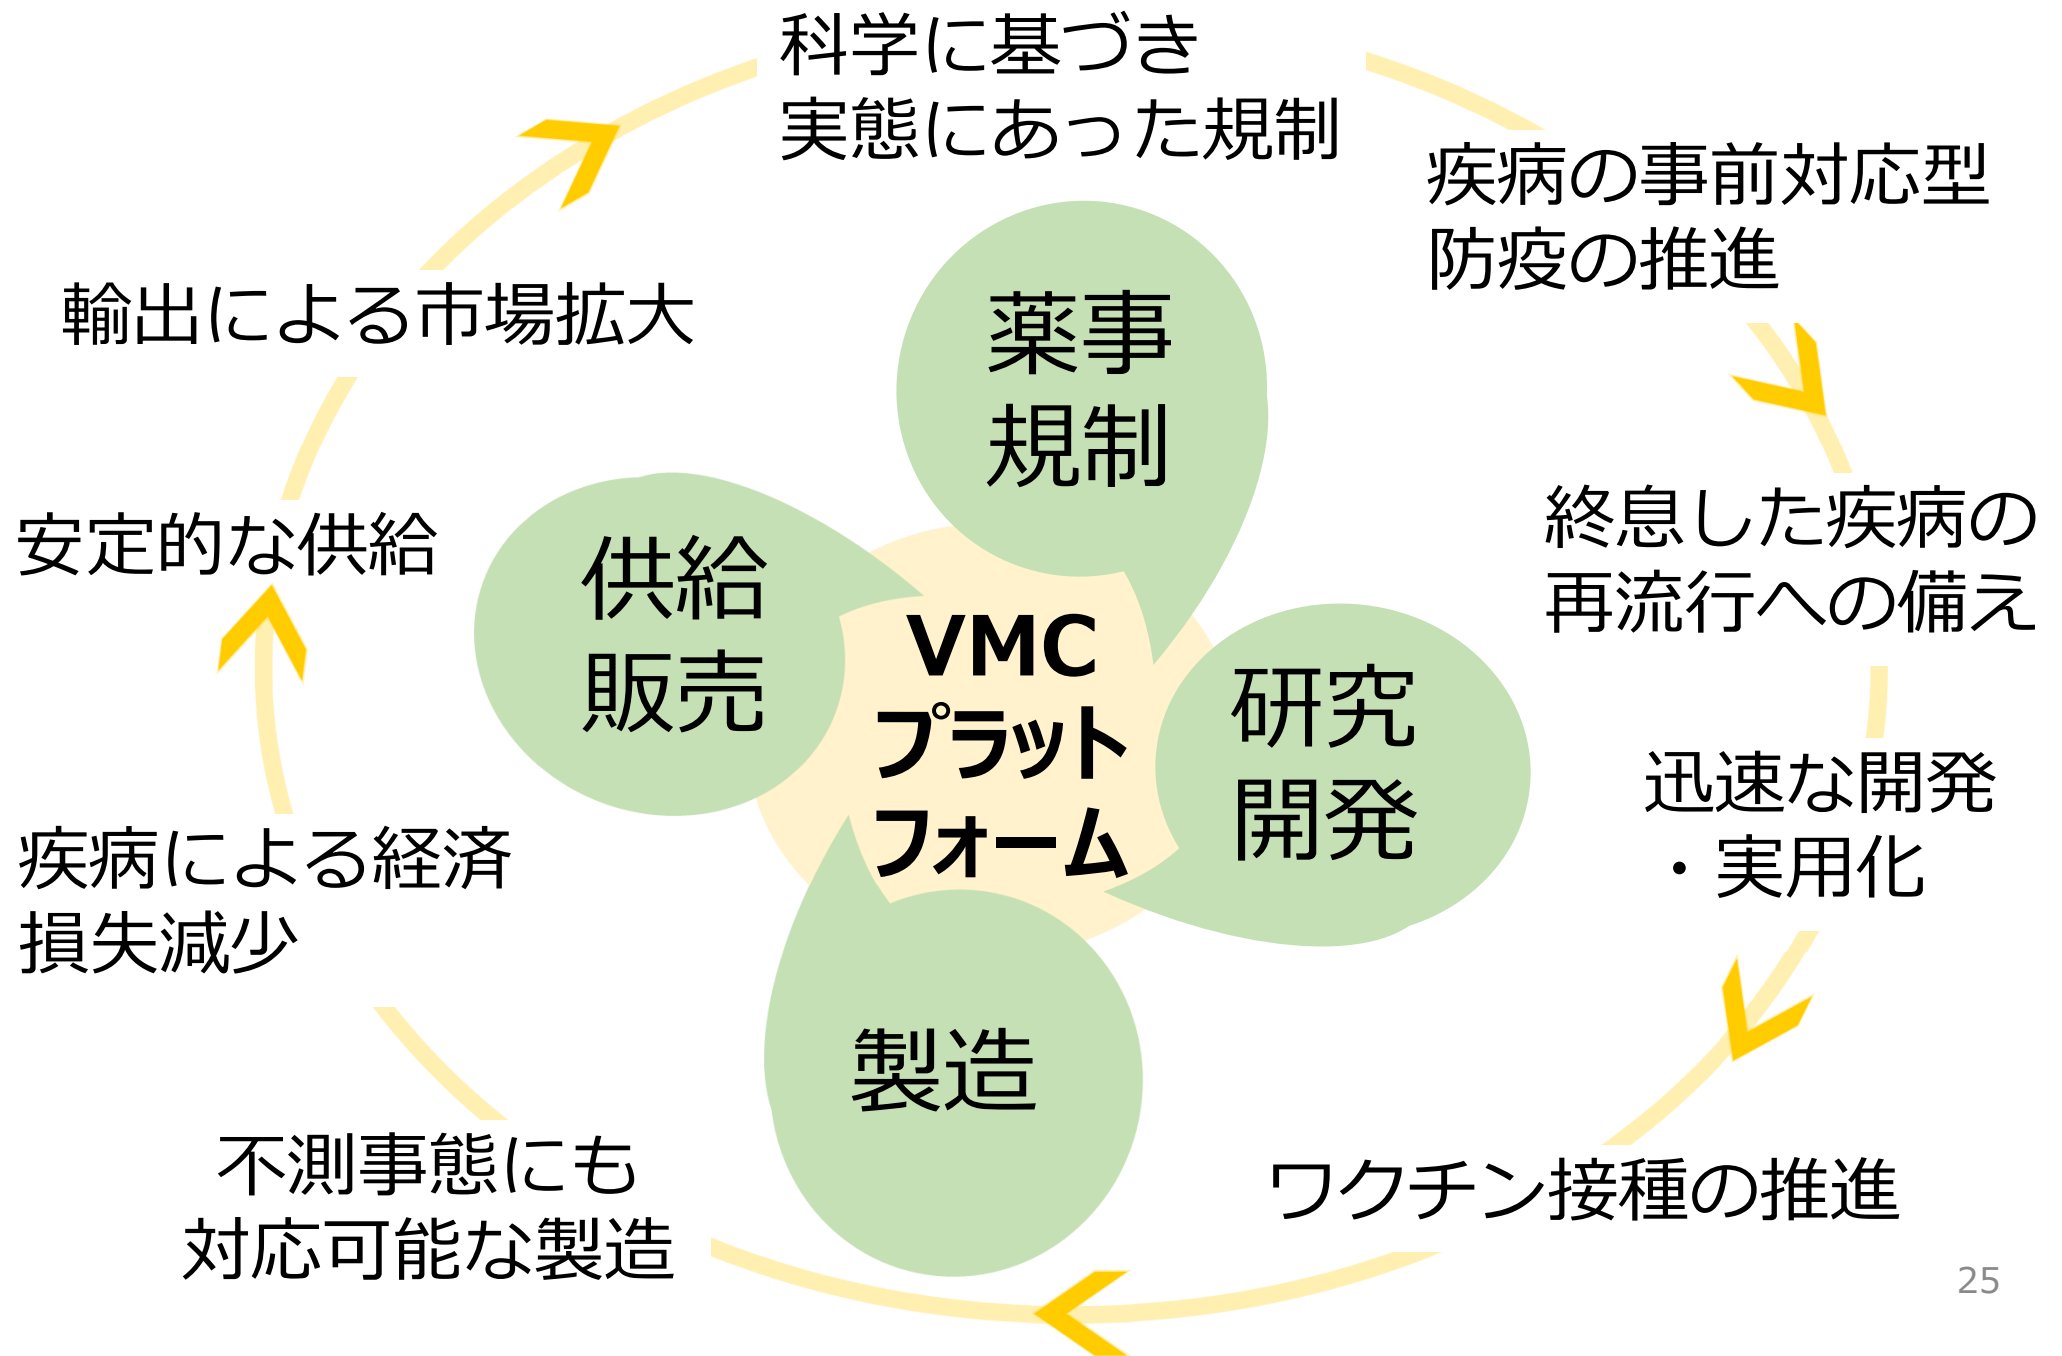 科学に基づき
実態にあった規制
疾病の事前対応型
防疫の推進
輸出による市場拡大
薬事
規制
終息した疾病の
再流行への備え
安定的な供給
供給
販売
VMC
プラット
フォーム
研究
開発
迅速な開発
・実用化
疾病による経済
損失減少
製造
不測事態にも
対応可能な製造
ワクチン接種の推進
25